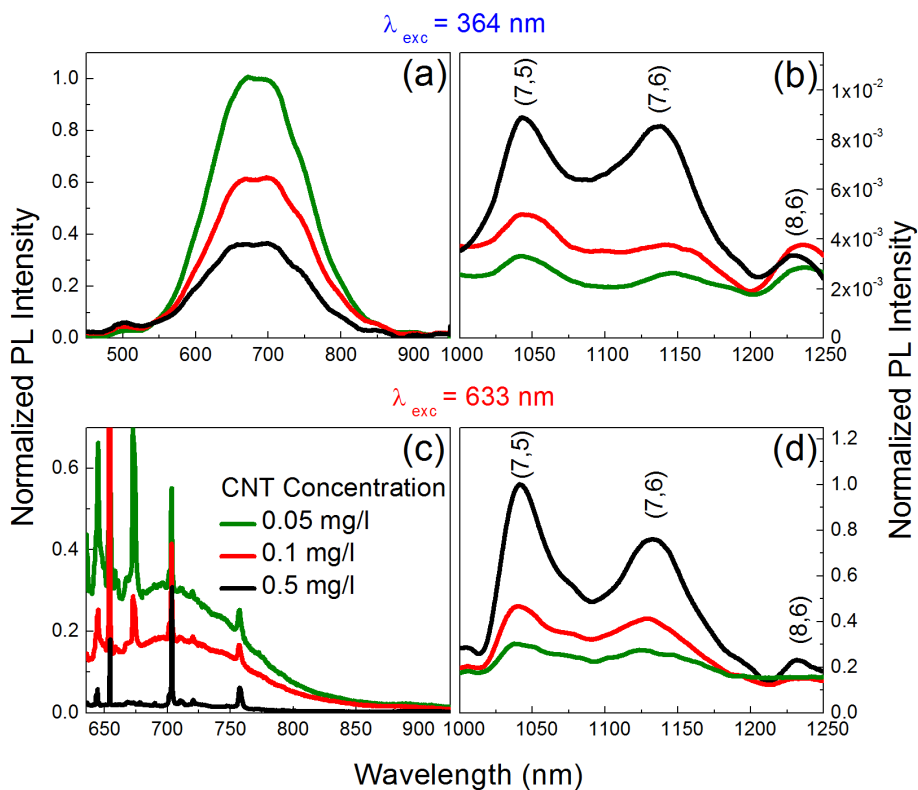 λ exc = 364 nm
(a)
(b)
(7,5)
(7,6)
(8,6)
1.0
0.8
0.6
0.4
0.2
0.0
500 600 700 800 900
1000 1050 1100 1150 1200 1250
1x10⁻²
8x10⁻³
6x10⁻³
4x10⁻³
2x10⁻³
Normalized PL Intensity
Normalized PL Intensity
λ exc = 633 nm
(c)
(d)
(7,5)
(7,6)
(8,6)
CNT Concentration
0.05 mg/l
0.1 mg/l
0.5 mg/l
0.6
0.4
0.2
0.0
650 700 750 800 850 900
1000 1050 1100 1150 1200 1250
1.2
1.0
0.8
0.6
0.4
0.2
0.0
Wavelength (nm)